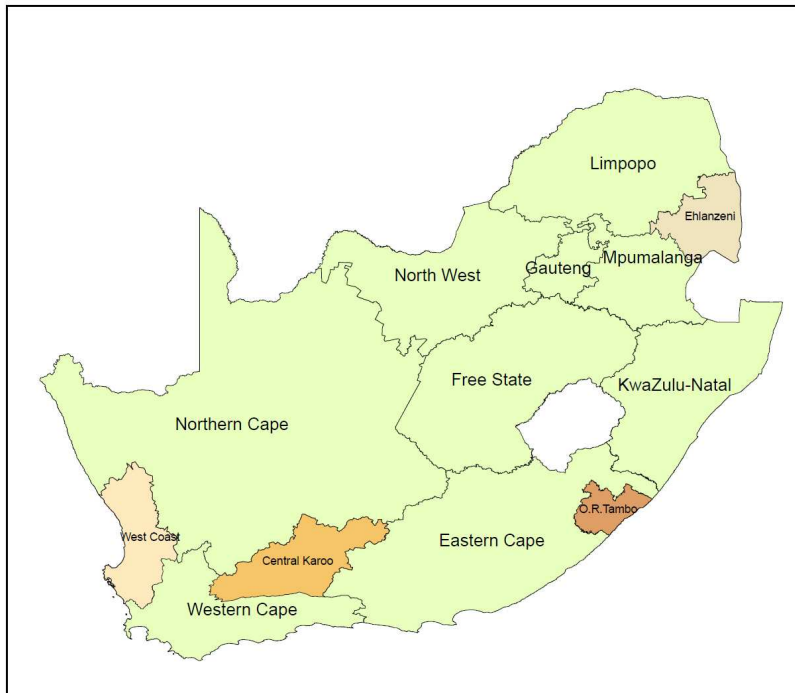 Limpopo
Ehlanzeni
Mpumalanga
Gauteng
North West
Free State
KwaZulu-Natal
Northern Cape
O.R.Tambo
West Coast
Eastern Cape
Central Karoo
Western Cape